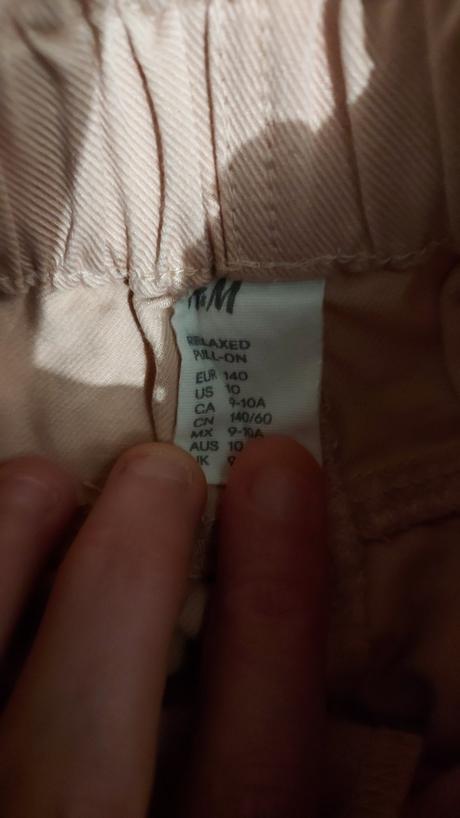 H&M
RELAXED
PULL-ON
EUR 140
US 10
CA 9-10A
CN 140/60
MX 9-10A
AUS 10
UK 9